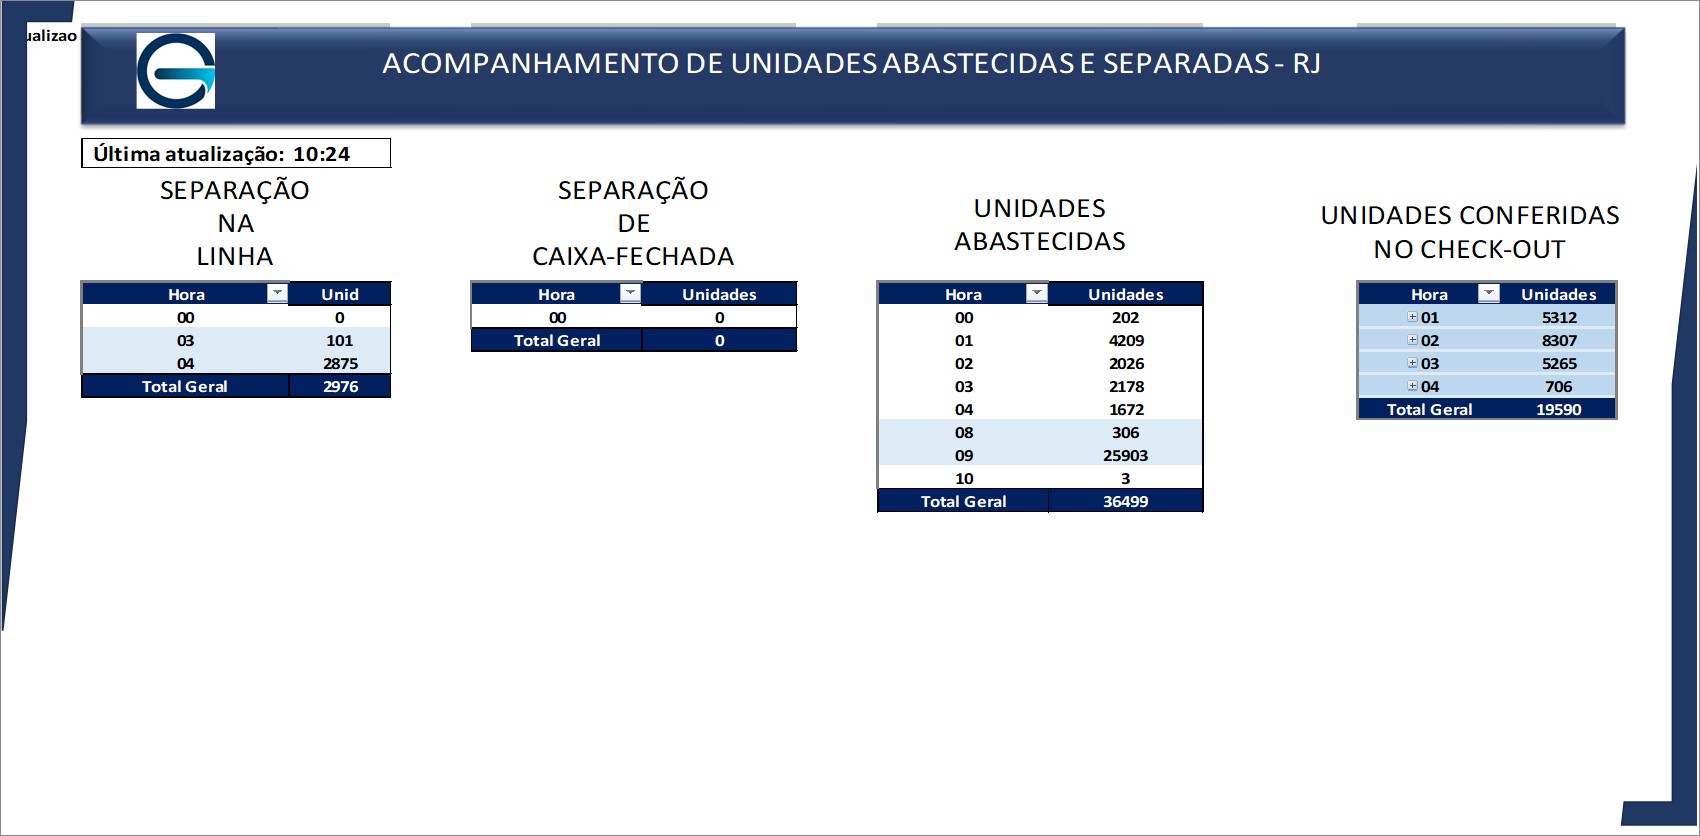 ualizao
ACOMPANHAMENTO DE UNIDADES ABASTECIDAS E SEPARADAS - RJ
Última atualização: 10:24
SEPARAÇÃO
NA
LINHA
Hora Unid
00 0
03 101
04 2875
Total Geral 2976
SEPARAÇÃO
DE
CAIXA-FECHADA
Hora Unidades
00 0
Total Geral 0
UNIDADES
ABASTECIDAS
Hora Unidades
00 202
01 4209
02 2026
03 2178
04 1672
08 306
09 25903
10 3
Total Geral 36499
UNIDADES CONFERIDAS
NO CHECK-OUT
Hora Unidades
01 5312
02 8307
03 5265
04 706
Total Geral 19590